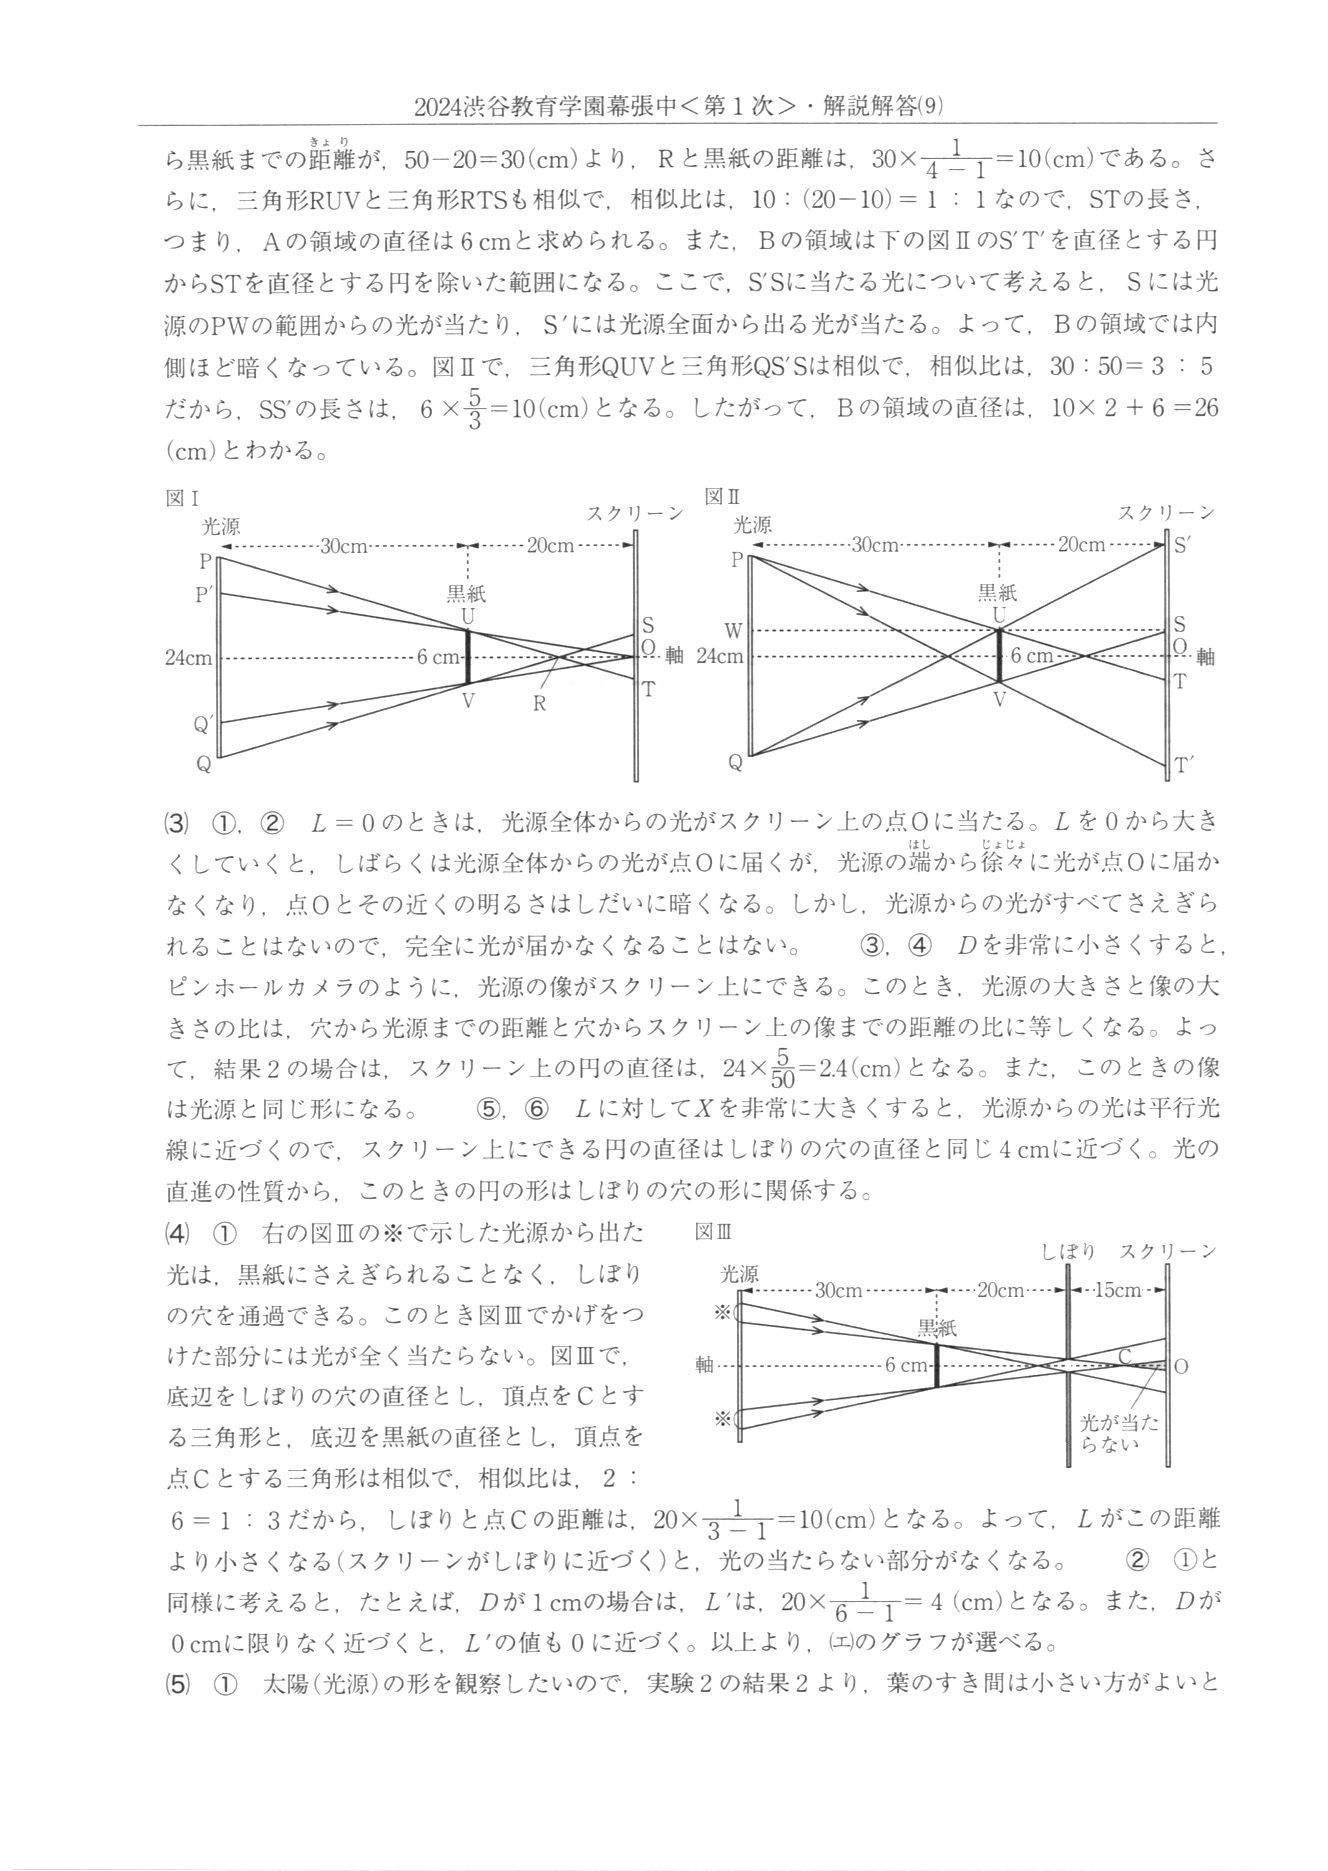 2024渋谷教育学園幕張中＜第1次＞・解説解答(9)
ら黒紙までの距離が，50－20＝30(cm)より，Rと黒紙の距離は，30×1/(4－1)＝10(cm)である。さ
らに，三角形RUVと三角形RTSも相似で，相似比は，10：(20－10)＝1：1なので，STの長さ，
つまり，Aの領域の直径は6cmと求められる。また，Bの領域は下の図ⅡのS′T′を直径とする円
からSTを直径とする円を除いた範囲になる。ここで，S′Sに当たる光について考えると，Sには光
源のPWの範囲からの光が当たり，S′には光源全面から出る光が当たる。よって，Bの領域では内
側ほど暗くなっている。図Ⅱで，三角形QUVと三角形QS′Sは相似で，相似比は，30：50＝3：5
だから，SS′の長さは，6×5/3＝10(cm)となる。したがって，Bの領域の直径は，10×2＋6＝26
(cm)とわかる。
図Ⅰ
光源
スクリーン
30cm
20cm
P
P′
黒紙
U
S
24cm
6cm
O
軸
T
V
R
Q′
Q
図Ⅱ
光源
スクリーン
30cm
20cm
S′
P
黒紙
U
W
S
24cm
6cm
O
軸
T
V
Q
T′
(3) ①，② L＝0のときは，光源全体からの光がスクリーン上の点Oに当たる。Lを0から大き
くしていくと，しばらくは光源全体からの光が点Oに届くが，光源の端から徐々に光が点Oに届か
なくなり，点Oとその近くの明るさはしだいに暗くなる。しかし，光源からの光がすべてさえぎら
れることはないので，完全に光が届かなくなることはない。 ③，④ Dを非常に小さくすると，
ピンホールカメラのように，光源の像がスクリーン上にできる。このとき，光源の大きさと像の大
きさの比は，穴から光源までの距離と穴からスクリーン上の像までの距離の比に等しくなる。よっ
て，結果2の場合は，スクリーン上の円の直径は，24×5/50＝2.4(cm)となる。また，このときの像
は光源と同じ形になる。 ⑤，⑥ Lに対してXを非常に大きくすると，光源からの光は平行光
線に近づくので，スクリーン上にできる円の直径はしぼりの穴の直径と同じ4cmに近づく。光の
直進の性質から，このときの円の形はしぼりの穴の形に関係する。
(4) ① 右の図Ⅲの※で示した光源から出た
光は，黒紙にさえぎられることなく，しぼり
の穴を通過できる。このとき図Ⅲでかげをつ
けた部分には光が全く当たらない。図Ⅲで，
底辺をしぼりの穴の直径とし，頂点をCとす
る三角形と，底辺を黒紙の直径とし，頂点を
点Cとする三角形は相似で，相似比は，2：
図Ⅲ
しぼり スクリーン
光源
30cm
20cm
15cm
※
黒紙
軸
6cm
C
O
※
光が当た
らない
6＝1：3だから，しぼりと点Cの距離は，20×1/(3－1)＝10(cm)となる。よって，Lがこの距離
より小さくなる(スクリーンがしぼりに近づく)と，光の当たらない部分がなくなる。 ② ①と
同様に考えると，たとえば，Dが1cmの場合は，L′は，20×1/(6－1)＝4(cm)となる。また，Dが
0cmに限りなく近づくと，L′の値も0に近づく。以上より，(エ)のグラフが選べる。
(5) ① 太陽(光源)の形を観察したいので，実験2の結果2より，葉のすき間は小さい方がよいと